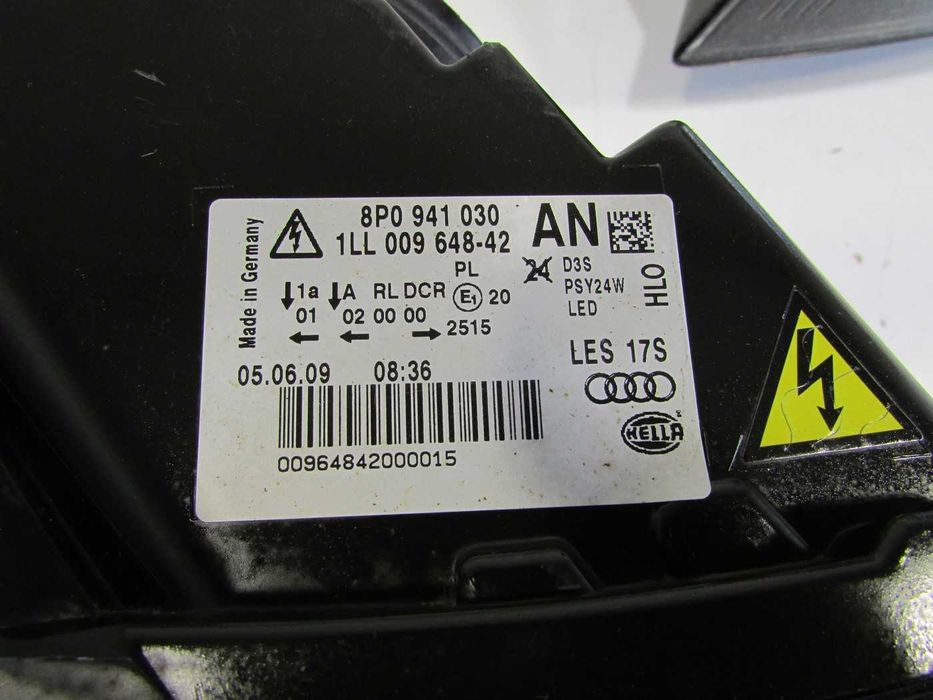 Made in Germany
8P0 941 030 AN
1LL 009 648-42
PL 24 D3S
↓1a ↓A RL DCR E1 20 PSY24W
01 02 00 00 LED
← ← → 2515
HLO
LES 17S
05.06.09 08:36
00964842000015
HELLA